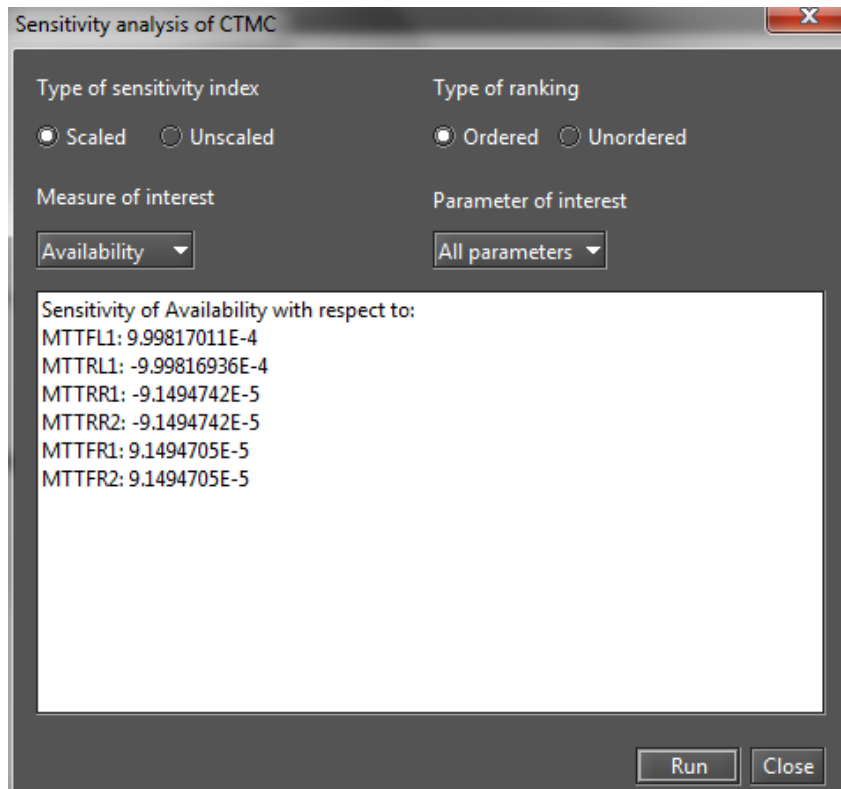 Sensitivity analysis of CTMC
x
Type of sensitivity index
Type of ranking
Scaled
Unscaled
Ordered
Unordered
Measure of interest
Parameter of interest
Availability
All parameters
Sensitivity of Availability with respect to:
MTTFL1: 9.99817011E-4
MTTRL1: -9.99816936E-4
MTTRR1: -9.1494742E-5
MTTRR2: -9.1494742E-5
MTTFR1: 9.1494705E-5
MTTFR2: 9.1494705E-5
Run
Close